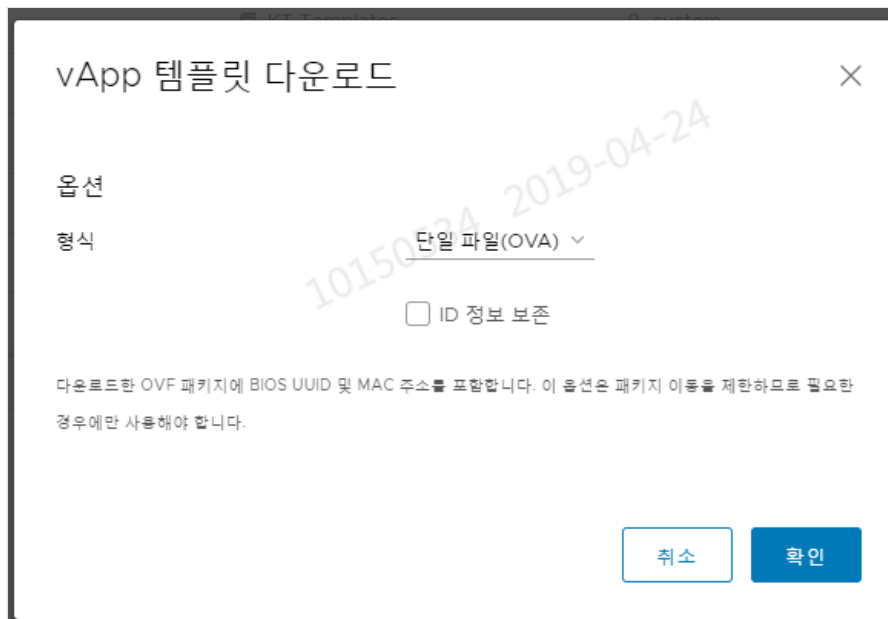 KT Templates system
vApp 템플릿 다운로드
옵션
형식 단일 파일(OVA)
ID 정보 보존
다운로드한 OVF 패키지에 BIOS UUID 및 MAC 주소를 포함합니다. 이 옵션은 패키지 이동을 제한하므로 필요한
경우에만 사용해야 합니다.
취소 확인
10150534 2019-04-24